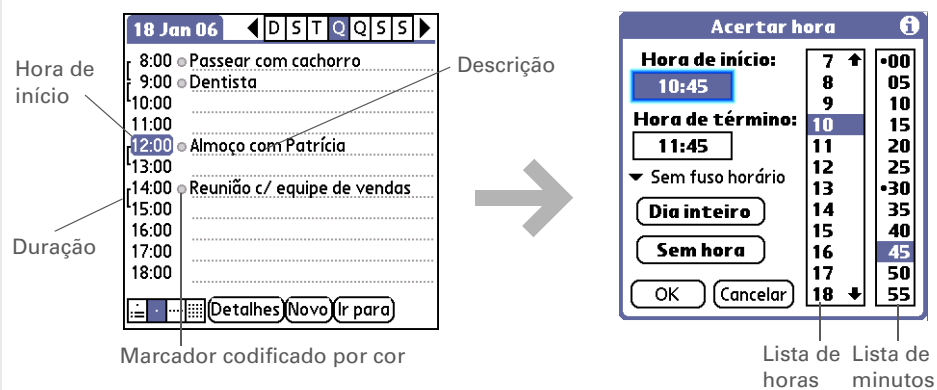 18 Jan 06 D S T Q Q S S
8:00 Passear com cachorro
9:00 Dentista
10:00
11:00
12:00 Almoço com Patrícia
13:00
14:00 Reunião c/ equipe de vendas
15:00
16:00
17:00
18:00
Detalhes Novo Ir para
Hora de
início
Duração
Descrição
Marcador codificado por cor
Acertar hora
Hora de início:
10:45
Hora de término:
11:45
Sem fuso horário
Dia inteiro
Sem hora
OK Cancelar
7
8
9
10
11
12
13
14
15
16
17
18
•00
05
10
15
20
25
•30
35
40
45
50
55
Lista de
horas
Lista de
minutos